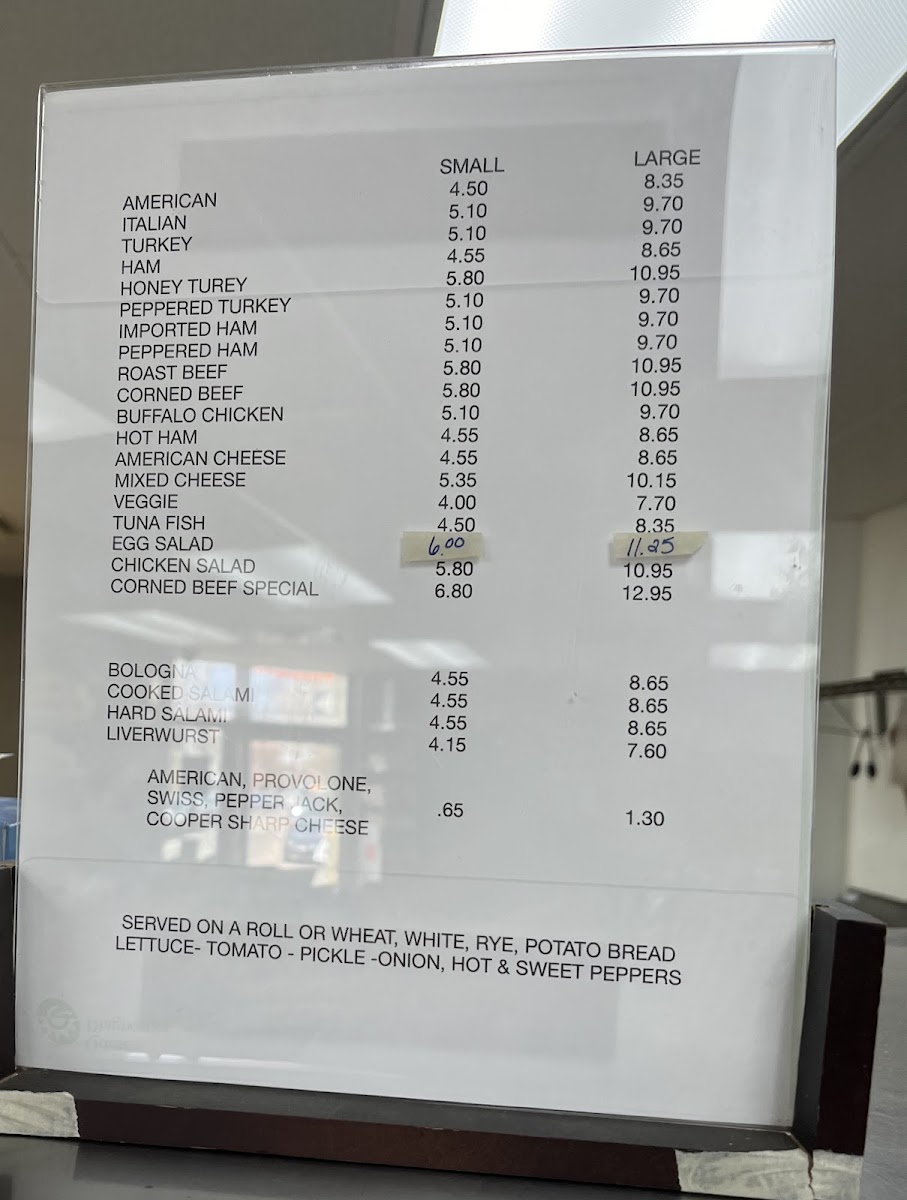 SMALL LARGE
AMERICAN 4.50 8.35
ITALIAN 5.10 9.70
TURKEY 5.10 9.70
HAM 4.55 8.65
HONEY TUREY 5.80 10.95
PEPPERED TURKEY 5.10 9.70
IMPORTED HAM 5.10 9.70
PEPPERED HAM 5.10 9.70
ROAST BEEF 5.80 10.95
CORNED BEEF 5.80 10.95
BUFFALO CHICKEN 5.10 9.70
HOT HAM 4.55 8.65
AMERICAN CHEESE 4.55 8.65
MIXED CHEESE 5.35 10.15
VEGGIE 4.00 7.70
TUNA FISH 4.50 8.35
EGG SALAD 6.00 11.25
CHICKEN SALAD 5.80 10.95
CORNED BEEF SPECIAL 6.80 12.95
BOLOGNA 4.55 8.65
COOKED SALAMI 4.55 8.65
HARD SALAMI 4.55 8.65
LIVERWURST 4.15 7.60
AMERICAN, PROVOLONE,
SWISS, PEPPER JACK, .65 1.30
COOPER SHARP CHEESE
SERVED ON A ROLL OR WHEAT, WHITE, RYE, POTATO BREAD
LETTUCE- TOMATO - PICKLE -ONION, HOT & SWEET PEPPERS